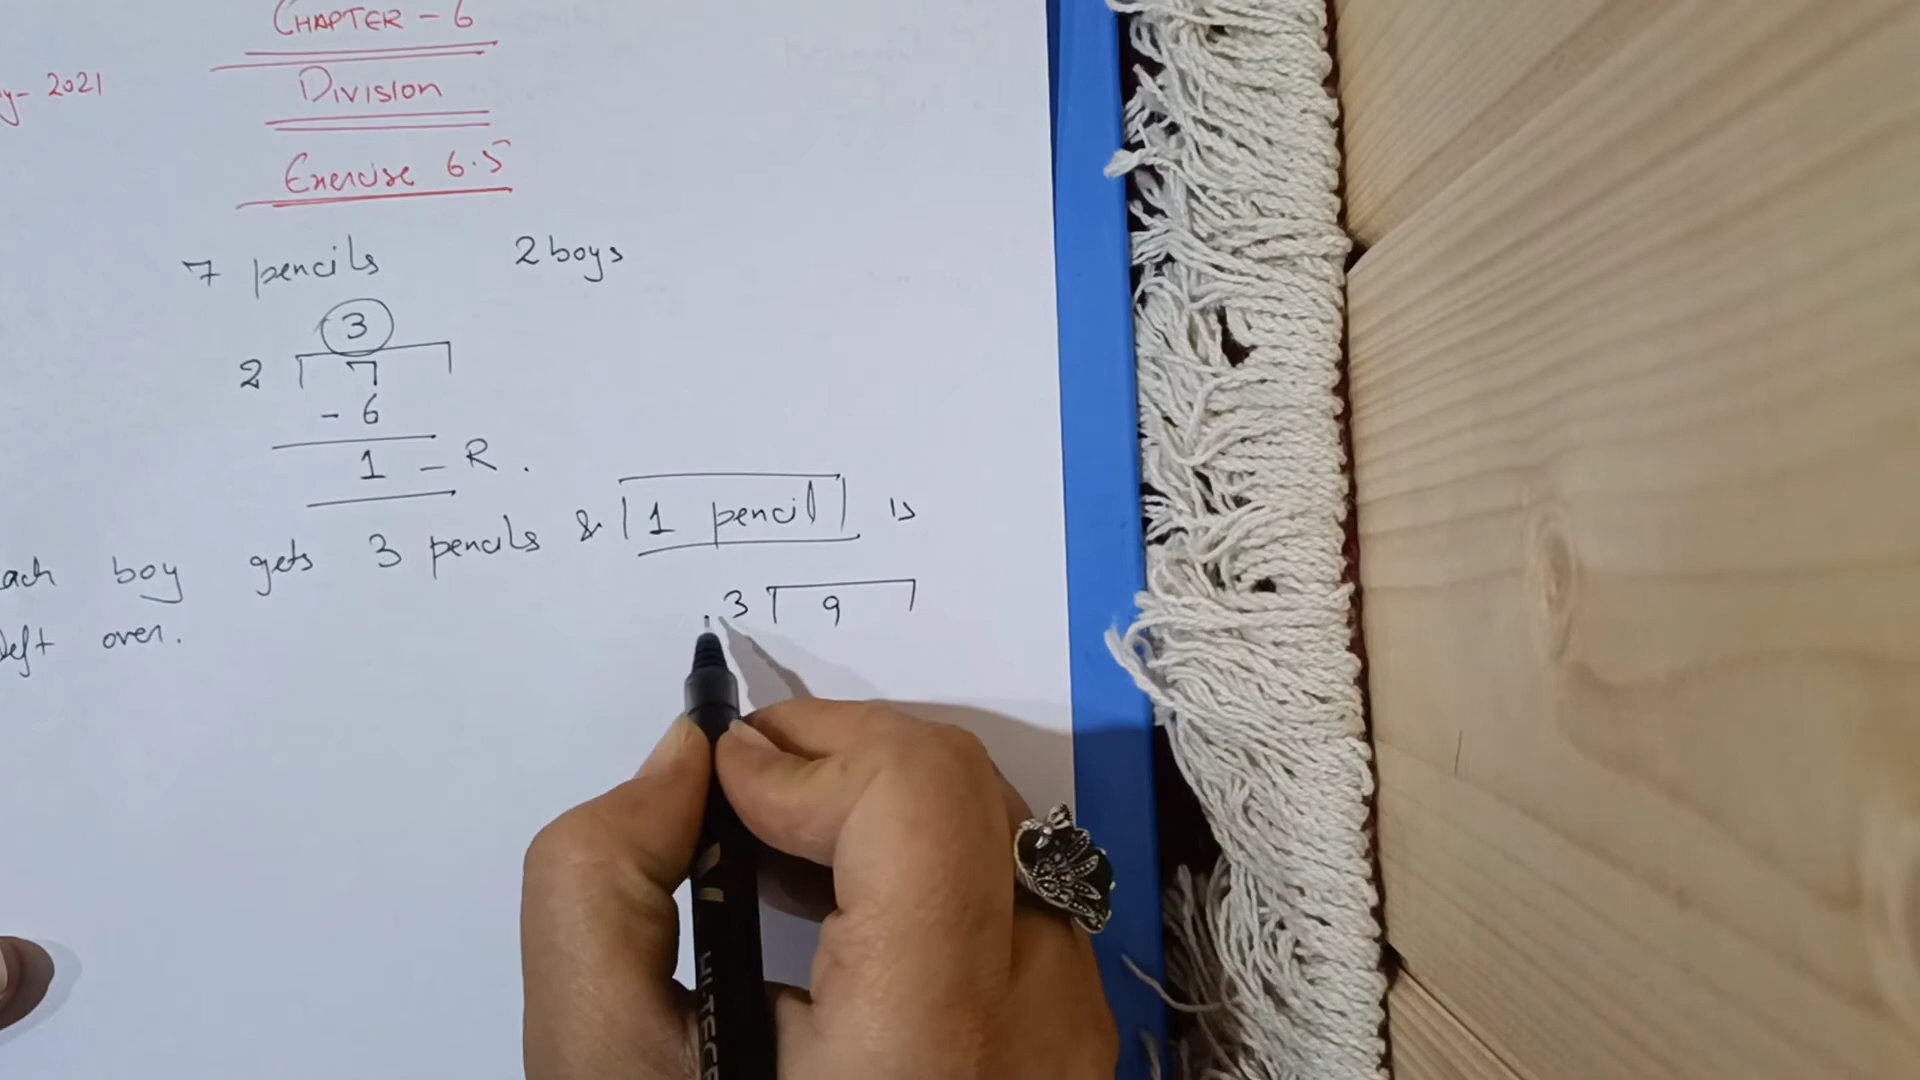 CHAPTER - 6
y- 2021
DIVISION
Exercise 6.5
7 pencils 2 boys
3
2 7
- 6
1 - R.
ach boy gets 3 pencils & 1 pencil is
left over.
3 9